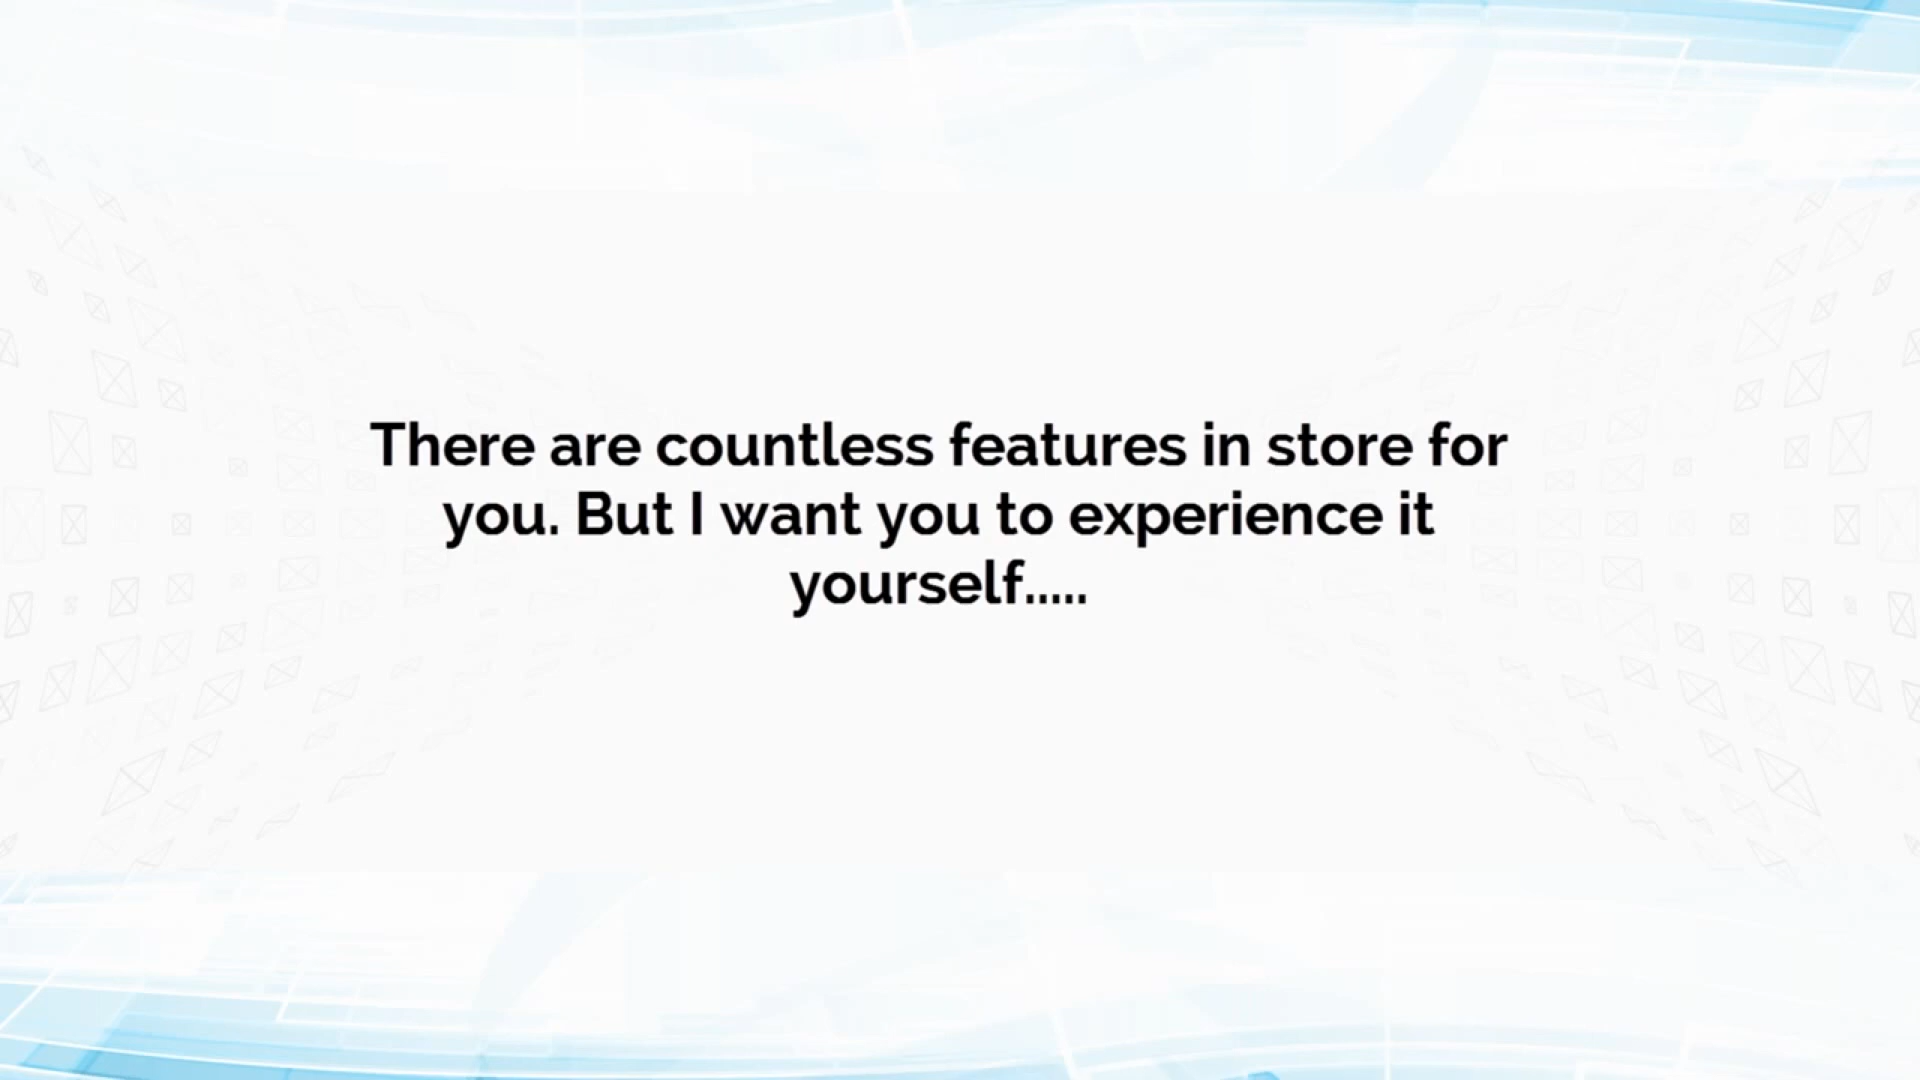 There are countless features in store for
you. But I want you to experience it
yourself.....